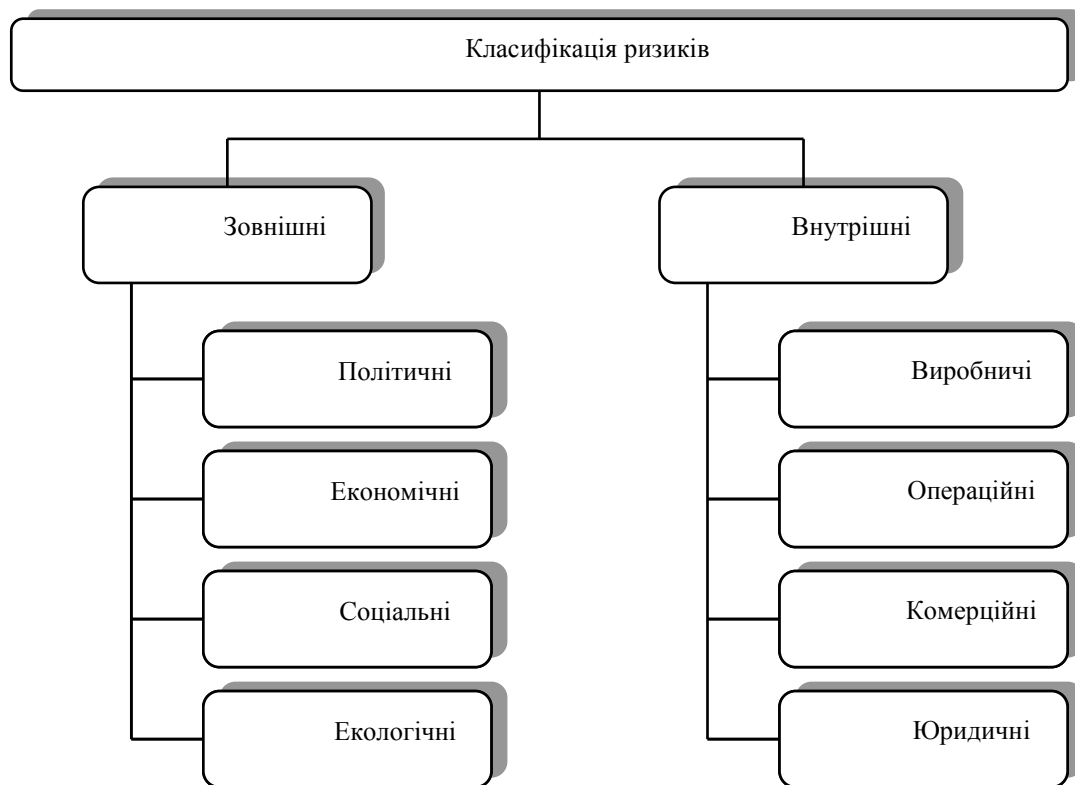 Класифікація ризиків
Зовнішні
Політичні
Економічні
Соціальні
Екологічні
Внутрішні
Виробничі
Операційні
Комерційні
Юридичні